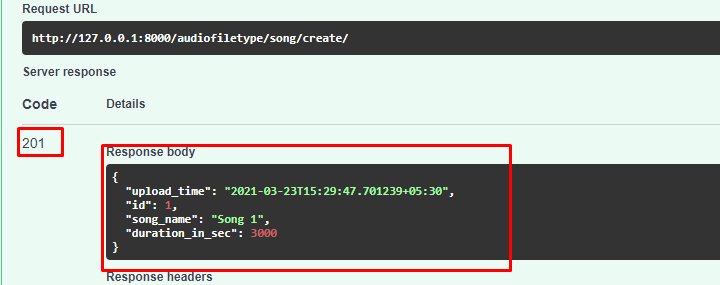 Request URL
http://127.0.0.1:8000/audiofiletype/song/create/
Server response
Code Details
201
Response body
{
"upload_time": "2021-03-23T15:29:47.701239+05:30",
"id": 1,
"song_name": "Song 1",
"duration_in_sec": 3000
}
Response headers